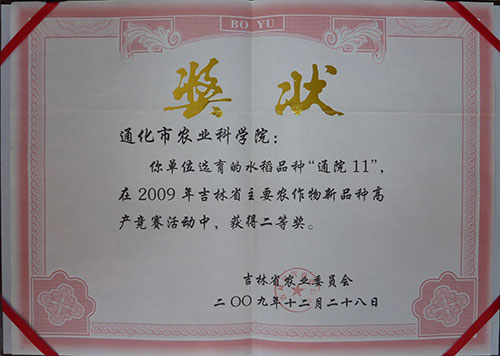 BO YU
奖状
通化市农业科学院：
你单位选育的水稻品种“通院11”，
在2009年吉林省主要农作物新品种高
产竞赛活动中，获得二等奖。
吉林省农业委员会
二〇〇九年十二月二十八日